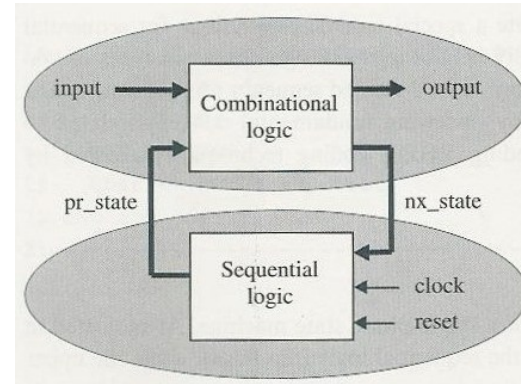 input
Combinational
logic
output
pr_state
nx_state
Sequential
logic
clock
reset